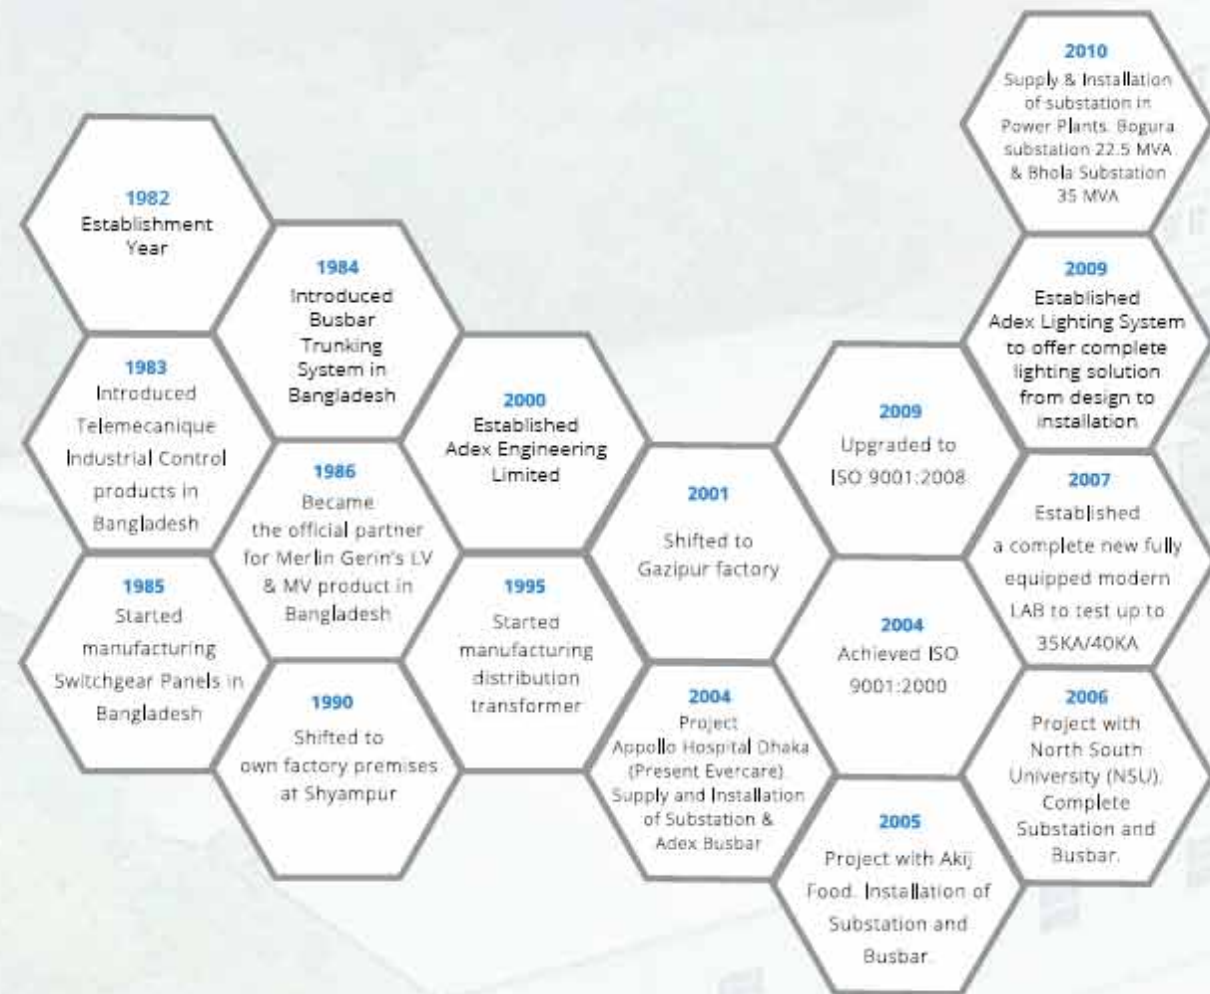 1982
Establishment
Year
1983
Introduced
Telemecanique
Industrial Control
products in
Bangladesh
1985
Started
manufacturing
Switchgear Panels in
Bangladesh
1984
Introduced
Busbar
Trunking
System in
Bangladesh
1986
Became
the official partner
for Merlin Gerin's LV
& MV product in
Bangladesh
1990
Shifted to
own factory premises
at Shyampur
2000
Established
Adex Engineering
Limited
1995
Started
manufacturing
distribution
transformer
2001
Shifted to
Gazipur factory
2004
Project
Appollo Hospital Dhaka
(Present Evercare)
Supply and Installation
of Substation &
Adex Busbar
2009
Upgraded to
ISO 9001:2008
2004
Achieved ISO
9001:2000
2005
Project with Akij
Food. Installation of
Substation and
Busbar.
2010
Supply & Installation
of substation in
Power Plants. Bogura
substation 22.5 MVA
& Bhola Substation
35 MVA
2009
Established
Adex Lighting System
to offer complete
lighting solution
from design to
installation
2007
Established
a complete new fully
equipped modern
LAB to test up to
35KA/40KA
2006
Project with
North South
University (NSU).
Complete
Substation and
Busbar.